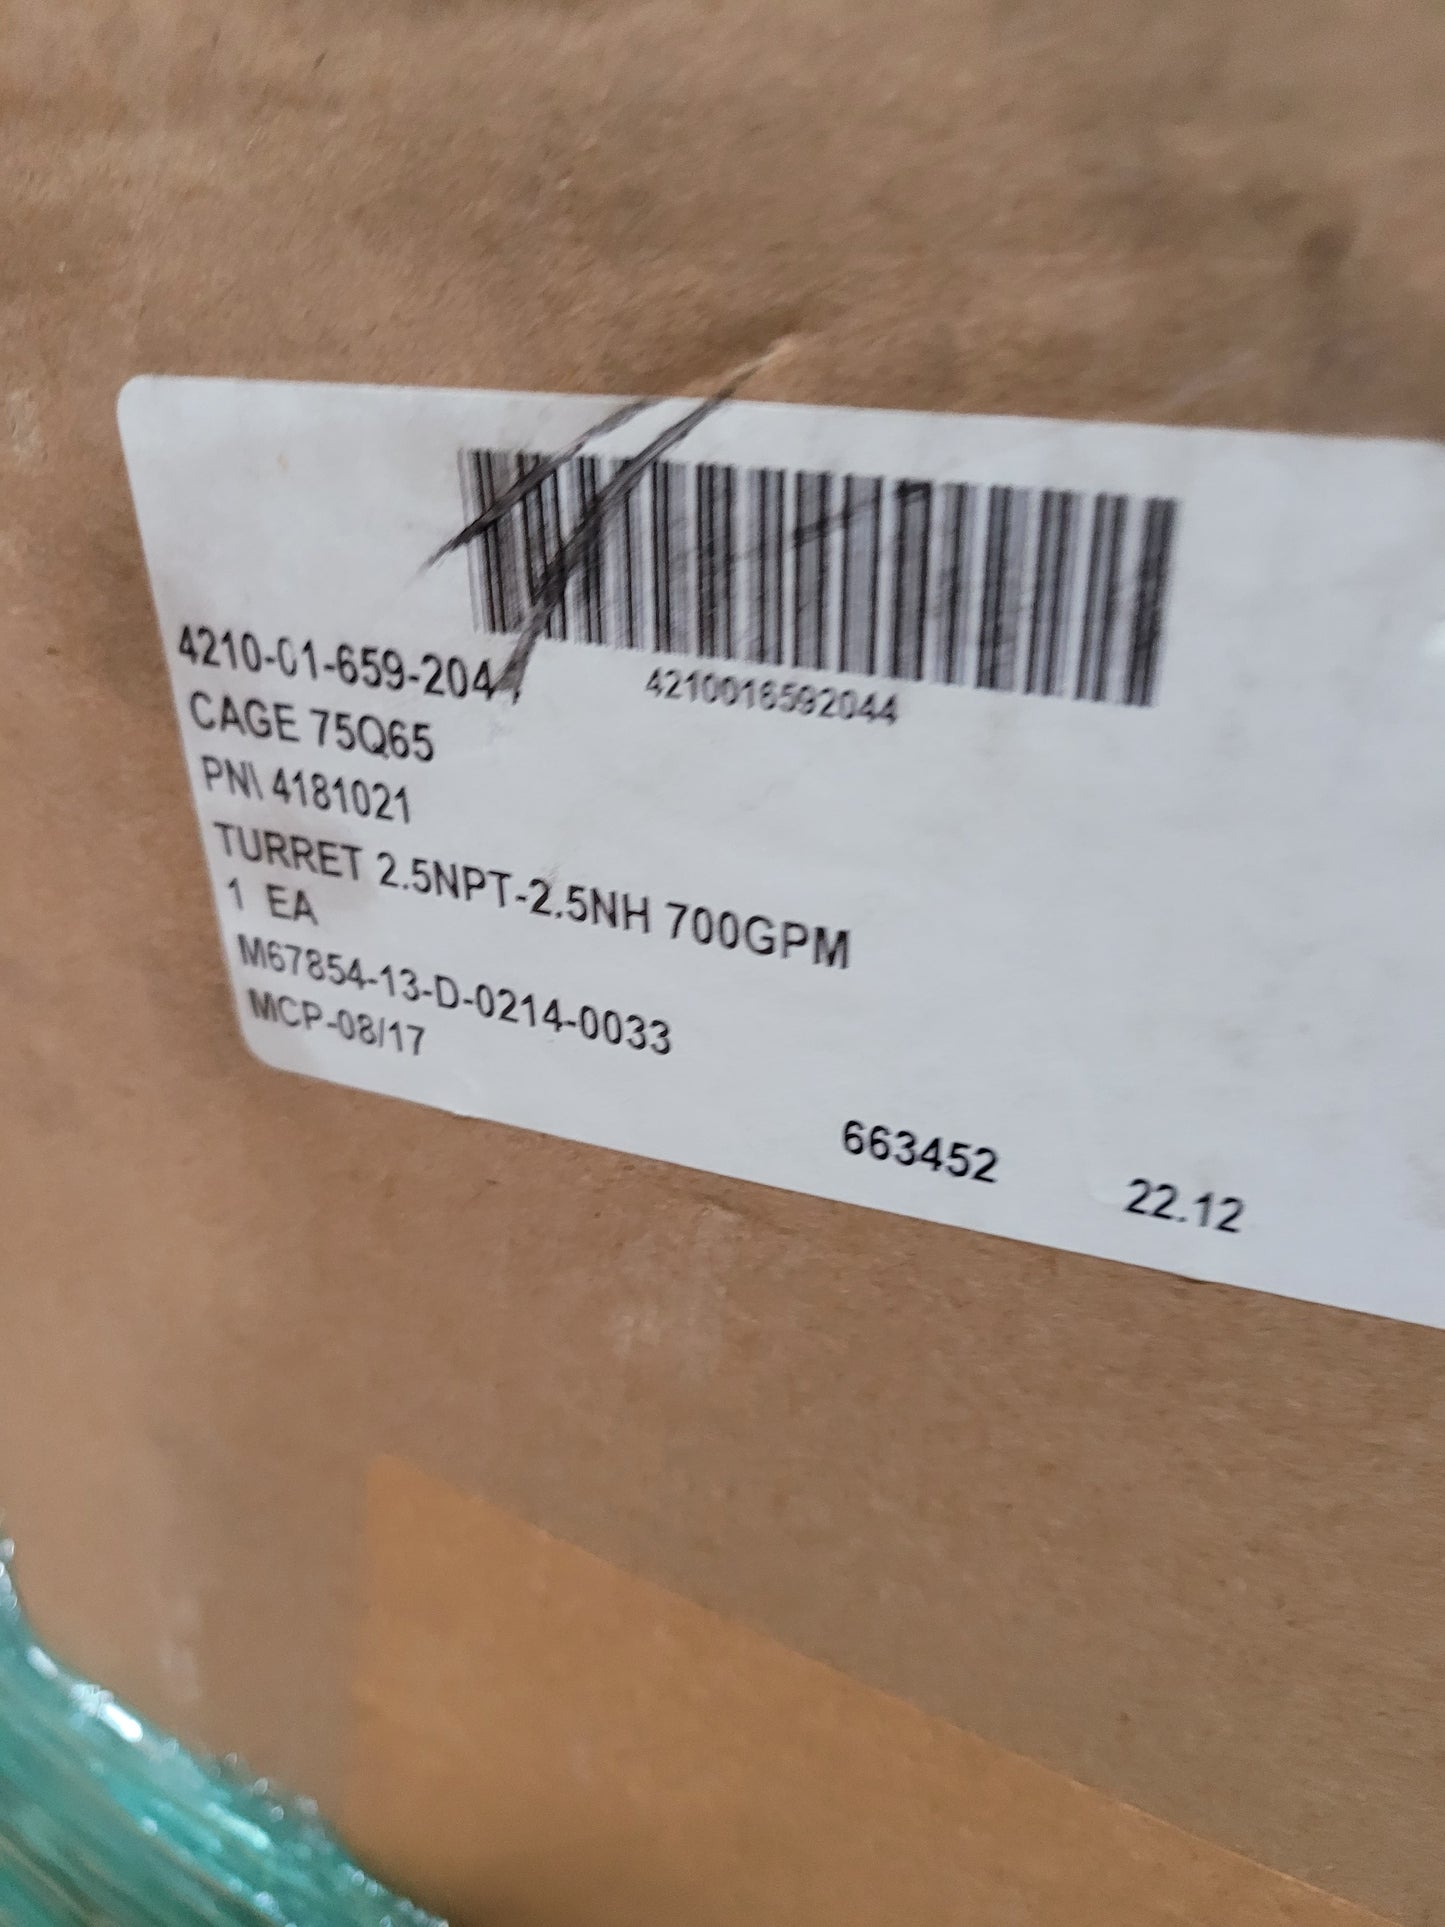 4210016592044
4210-01-659-204
CAGE 75Q65
PN\ 4181021
TURRET 2.5NPT-2.5NH 700GPM
1 EA
M67854-13-D-0214-0033
MCP-08/17
663452 22.12